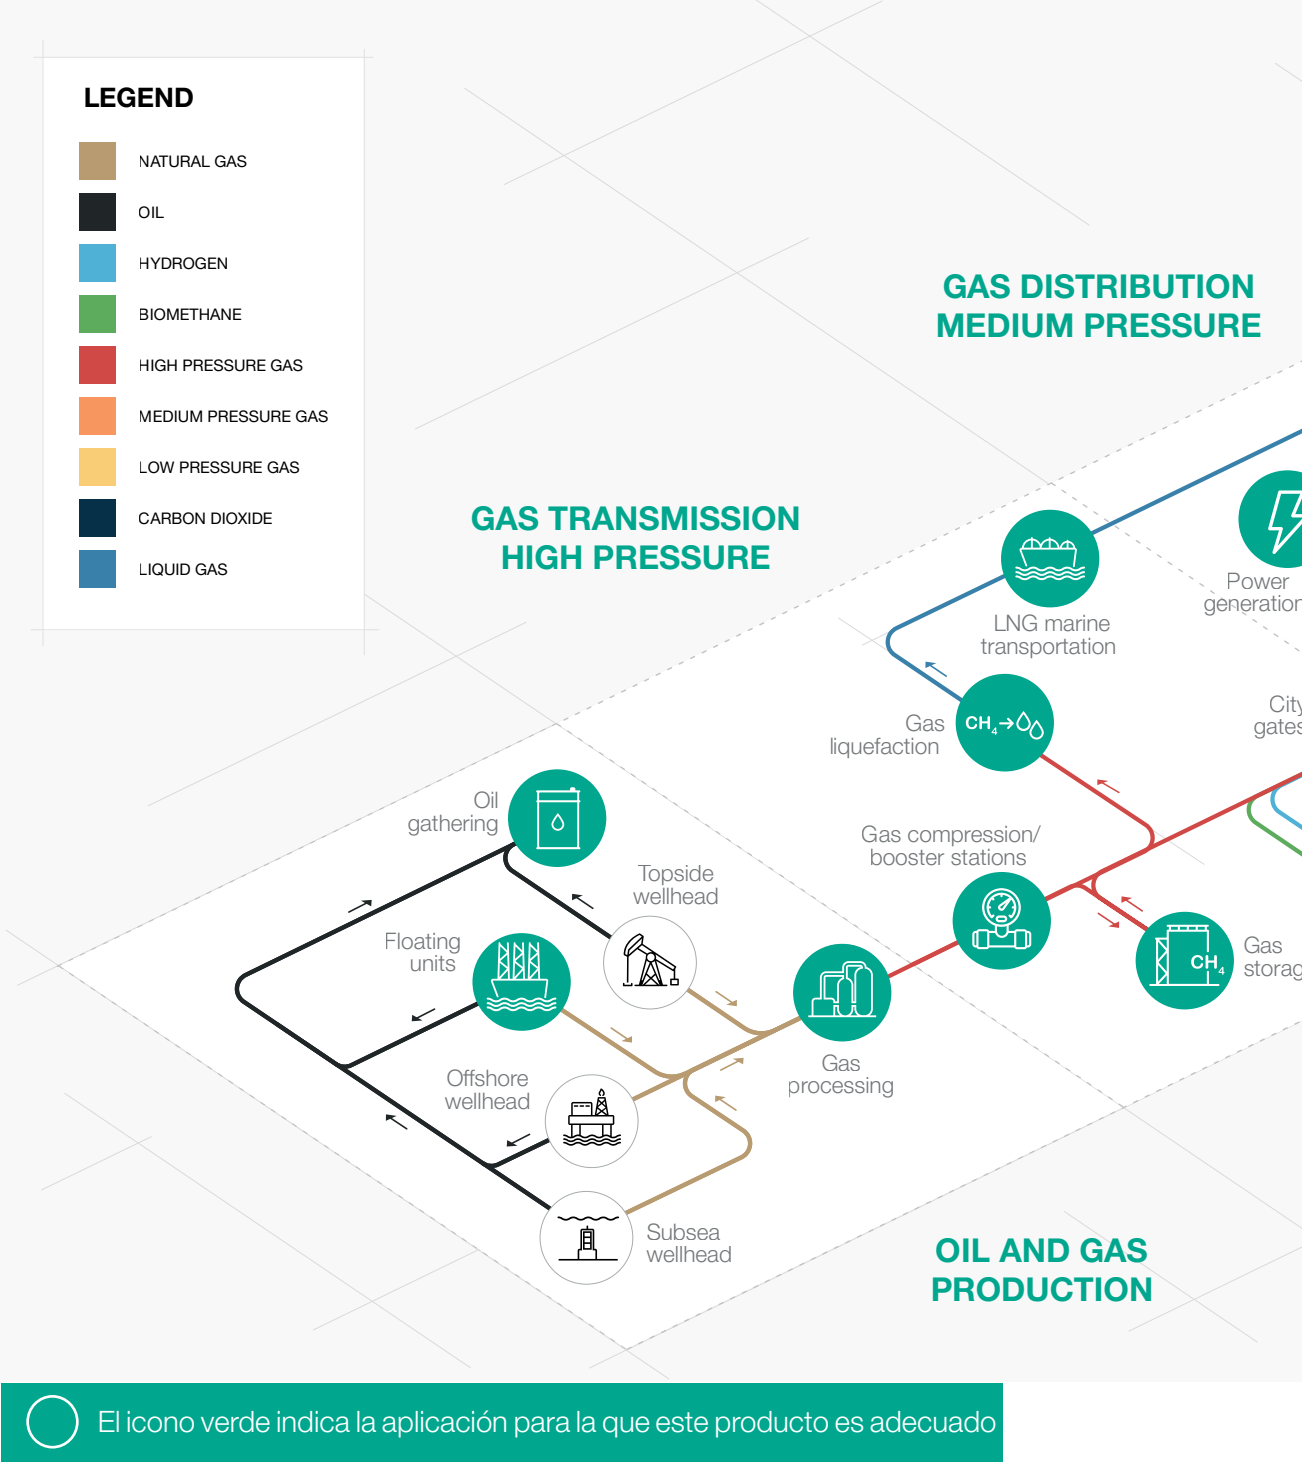 LEGEND
NATURAL GAS
OIL
HYDROGEN
BIOMETHANE
HIGH PRESSURE GAS
MEDIUM PRESSURE GAS
LOW PRESSURE GAS
CARBON DIOXIDE
LIQUID GAS
GAS DISTRIBUTION
MEDIUM PRESSURE
GAS TRANSMISSION
HIGH PRESSURE
Power
generation
LNG marine
transportation
City
gates
Gas
liquefaction
CH₄→
Oil
gathering
Gas compression/
booster stations
Topside
wellhead
Floating
units
Gas
storag
CH₄
Gas
processing
Offshore
wellhead
Subsea
wellhead
OIL AND GAS
PRODUCTION
El icono verde indica la aplicación para la que este producto es adecuado